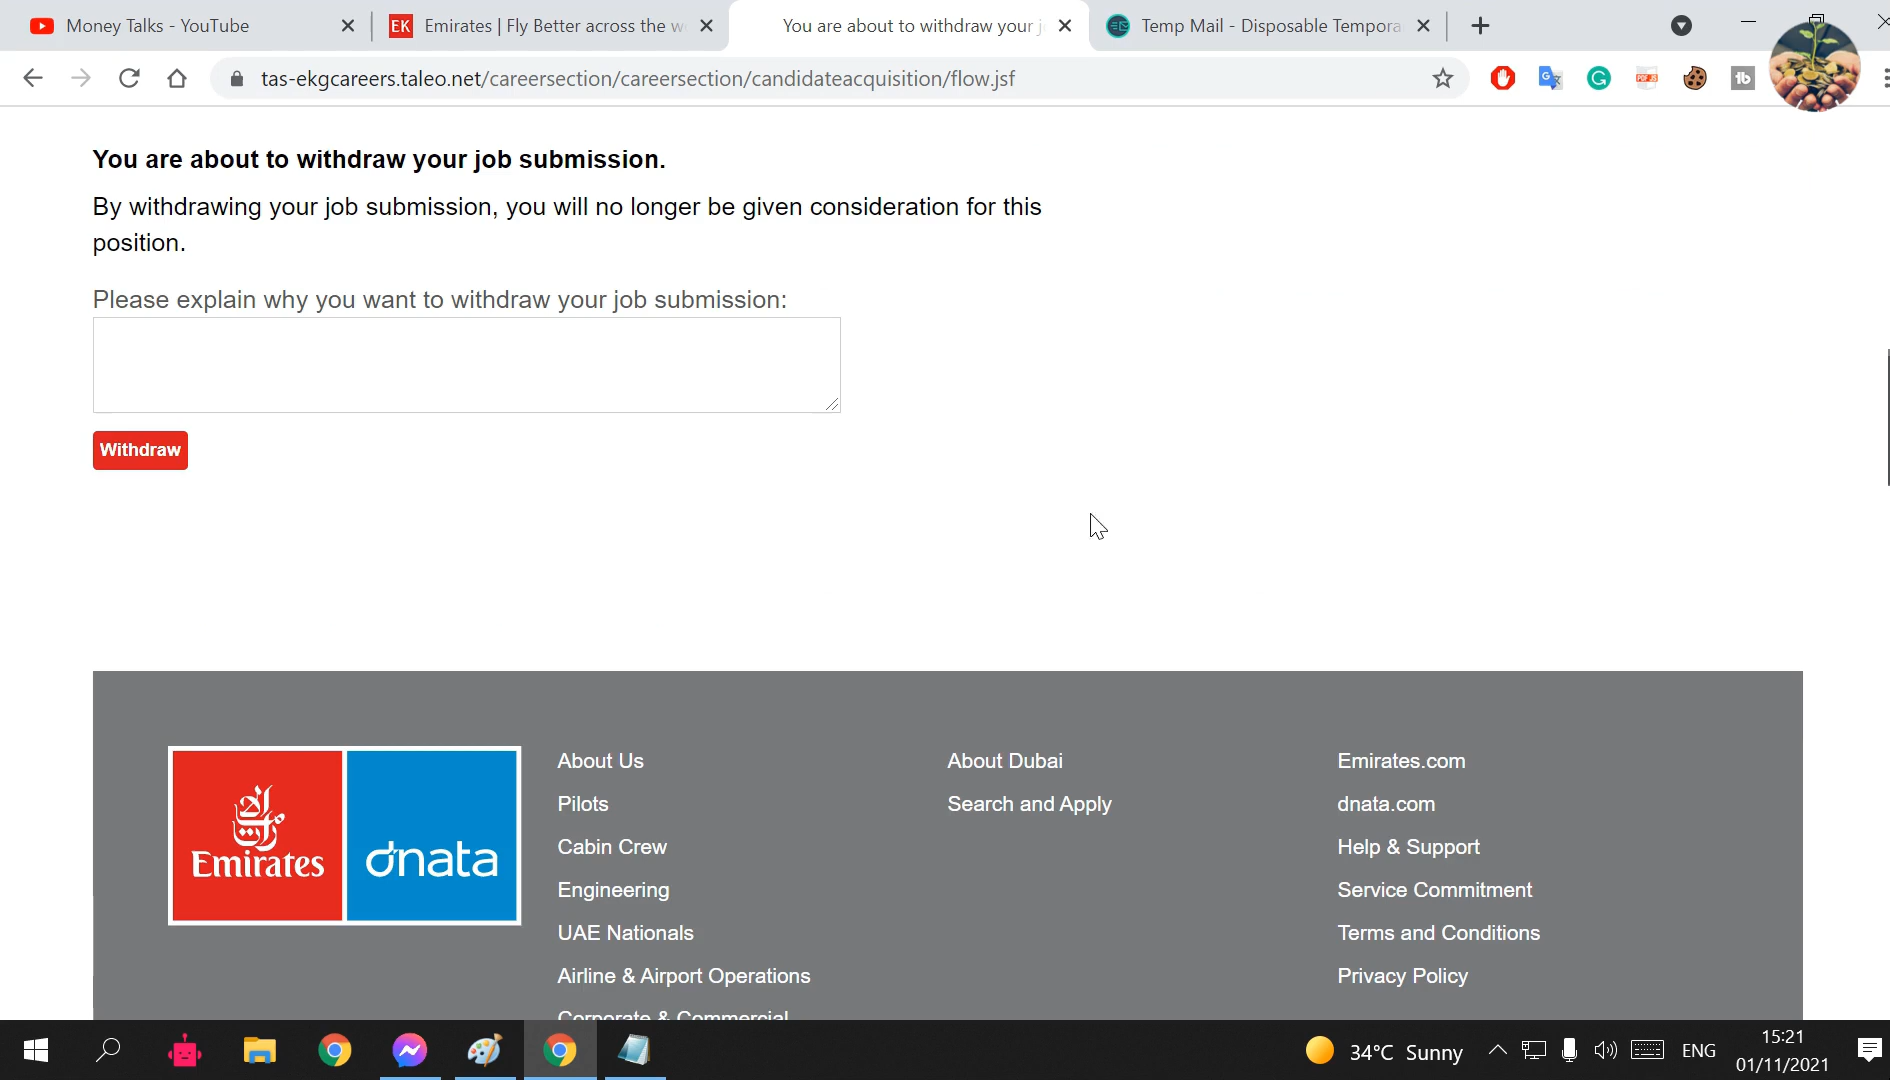 Money Talks - YouTube
EK
Emirates | Fly Better across the w
You are about to withdraw your j
Temp Mail - Disposable Tempora
tas-ekgcareers.taleo.net/careersection/careersection/candidateacquisition/flow.jsf
You are about to withdraw your job submission.
By withdrawing your job submission, you will no longer be given consideration for this
position.
Please explain why you want to withdraw your job submission:
Withdraw
الإمارات
Emirates
dnata
About Us
Pilots
Cabin Crew
Engineering
UAE Nationals
Airline & Airport Operations
Corporate & Commercial
About Dubai
Search and Apply
Emirates.com
dnata.com
Help & Support
Service Commitment
Terms and Conditions
Privacy Policy
34°C Sunny
ENG
15:21
01/11/2021